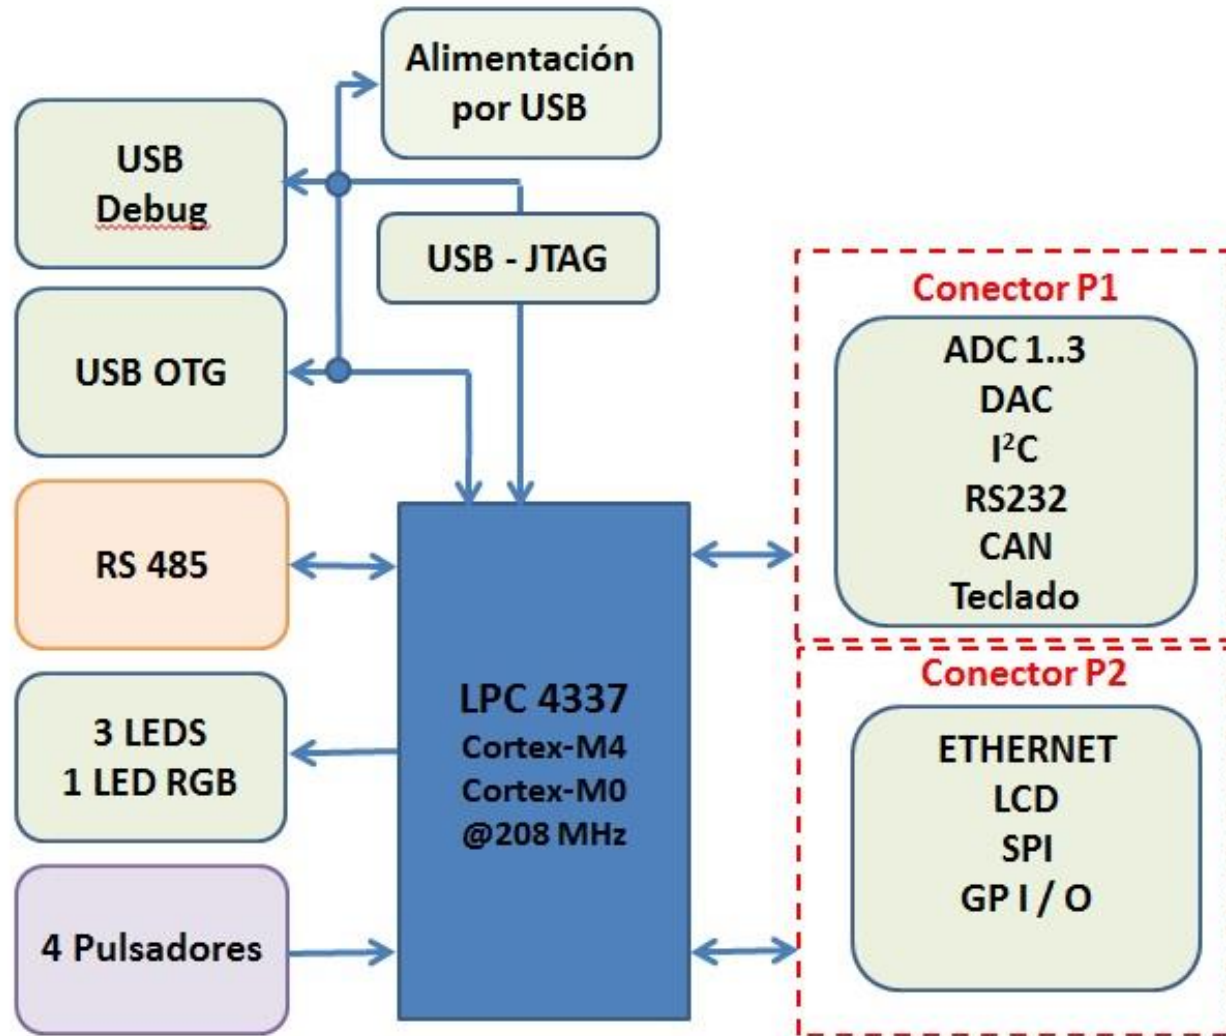 Alimentación
por USB
USB
Debug
USB - JTAG
USB OTG
RS 485
3 LEDS
1 LED RGB
4 Pulsadores
LPC 4337
Cortex-M4
Cortex-M0
@208 MHz
Conector P1
ADC 1..3
DAC
I²C
RS232
CAN
Teclado
Conector P2
ETHERNET
LCD
SPI
GP I / O